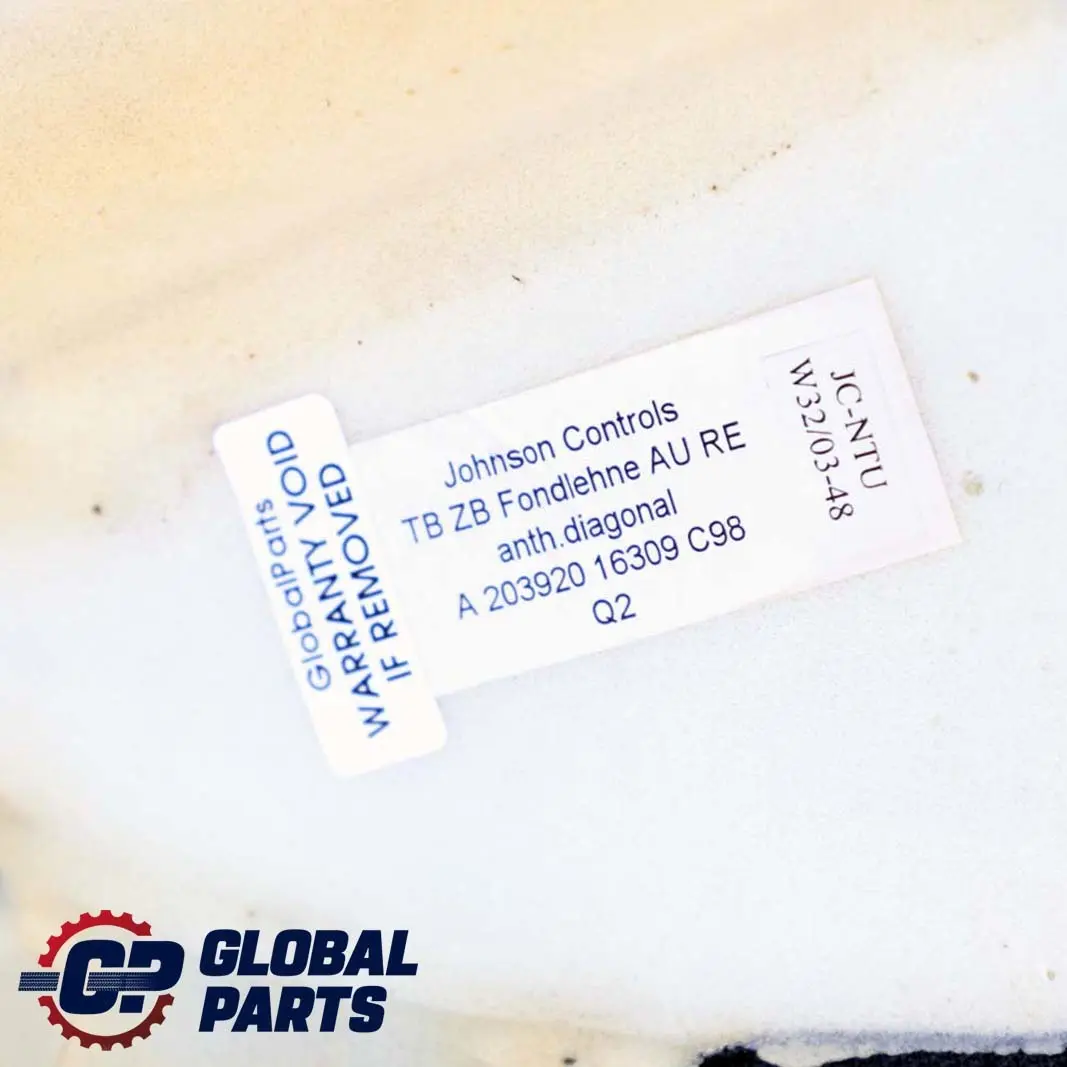 GlobalParts
WARRANTY VOID
IF REMOVED
Johnson Controls
TB ZB Fondlehne AU RE
anth.diagonal
A 203920 16309 C98
Q2
JC-NTU
W32/03-48
GP GLOBAL
PARTS